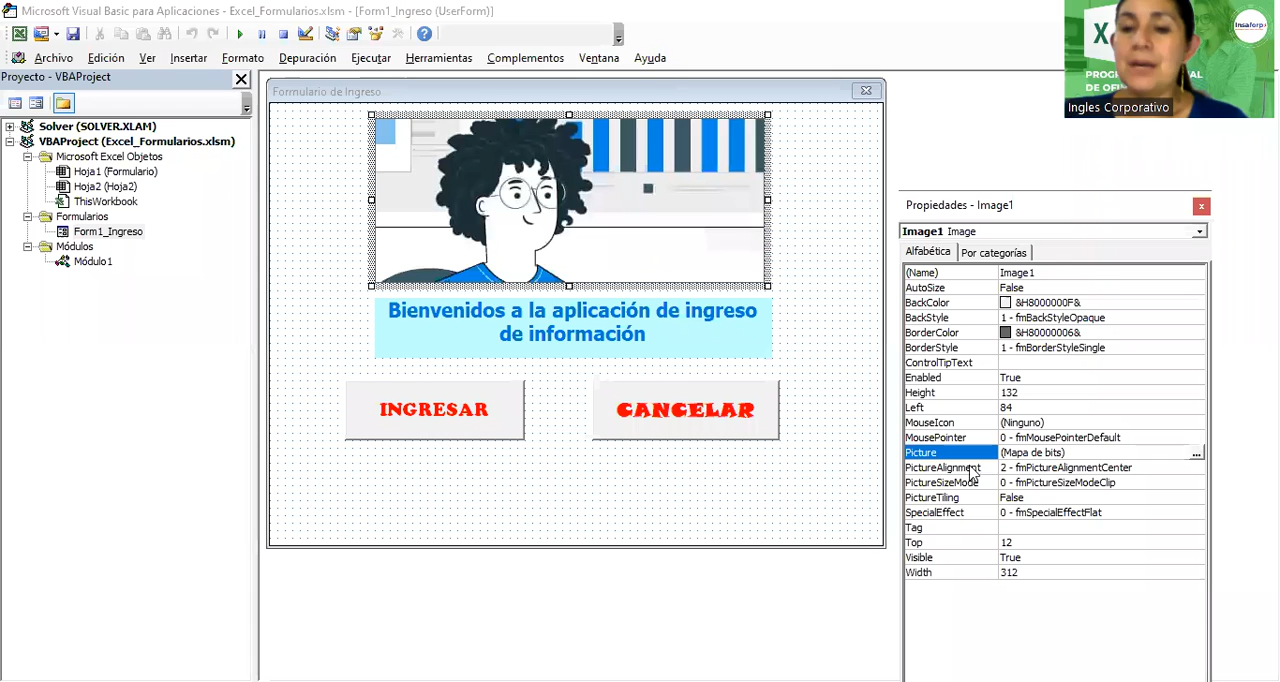 Microsoft Visual Basic para Aplicaciones - Excel_Formularios.xlsm - [Form1_Ingreso (UserForm)]
Archivo Edición Ver Insertar Formato Depuración Ejecutar Herramientas Complementos Ventana Ayuda
Proyecto - VBAProject
Solver (SOLVER.XLAM)
VBAProject (Excel_Formularios.xlsm)
Microsoft Excel Objetos
Hoja1 (Formulario)
Hoja2 (Hoja2)
ThisWorkbook
Formularios
Form1_Ingreso
Módulos
Módulo1
Formulario de Ingreso
Bienvenidos a la aplicación de ingreso
de información
INGRESAR
CANCELAR
X
Insaforp
DE OF
Ingles Corporativo
Propiedades - Image1
Image1 Image
Alfabética Por categorías
(Name) Image1
AutoSize False
BackColor &H8000000F&
BackStyle 1 - fmBackStyleOpaque
BorderColor &H80000006&
BorderStyle 1 - fmBorderStyleSingle
ControlTipText
Enabled True
Height 132
Left 84
MouseIcon (Ninguno)
MousePointer 0 - fmMousePointerDefault
Picture (Mapa de bits) ...
PictureAlignment 2 - fmPictureAlignmentCenter
PictureSizeMode 0 - fmPictureSizeModeClip
PictureTiling False
SpecialEffect 0 - fmSpecialEffectFlat
Tag
Top 12
Visible True
Width 312